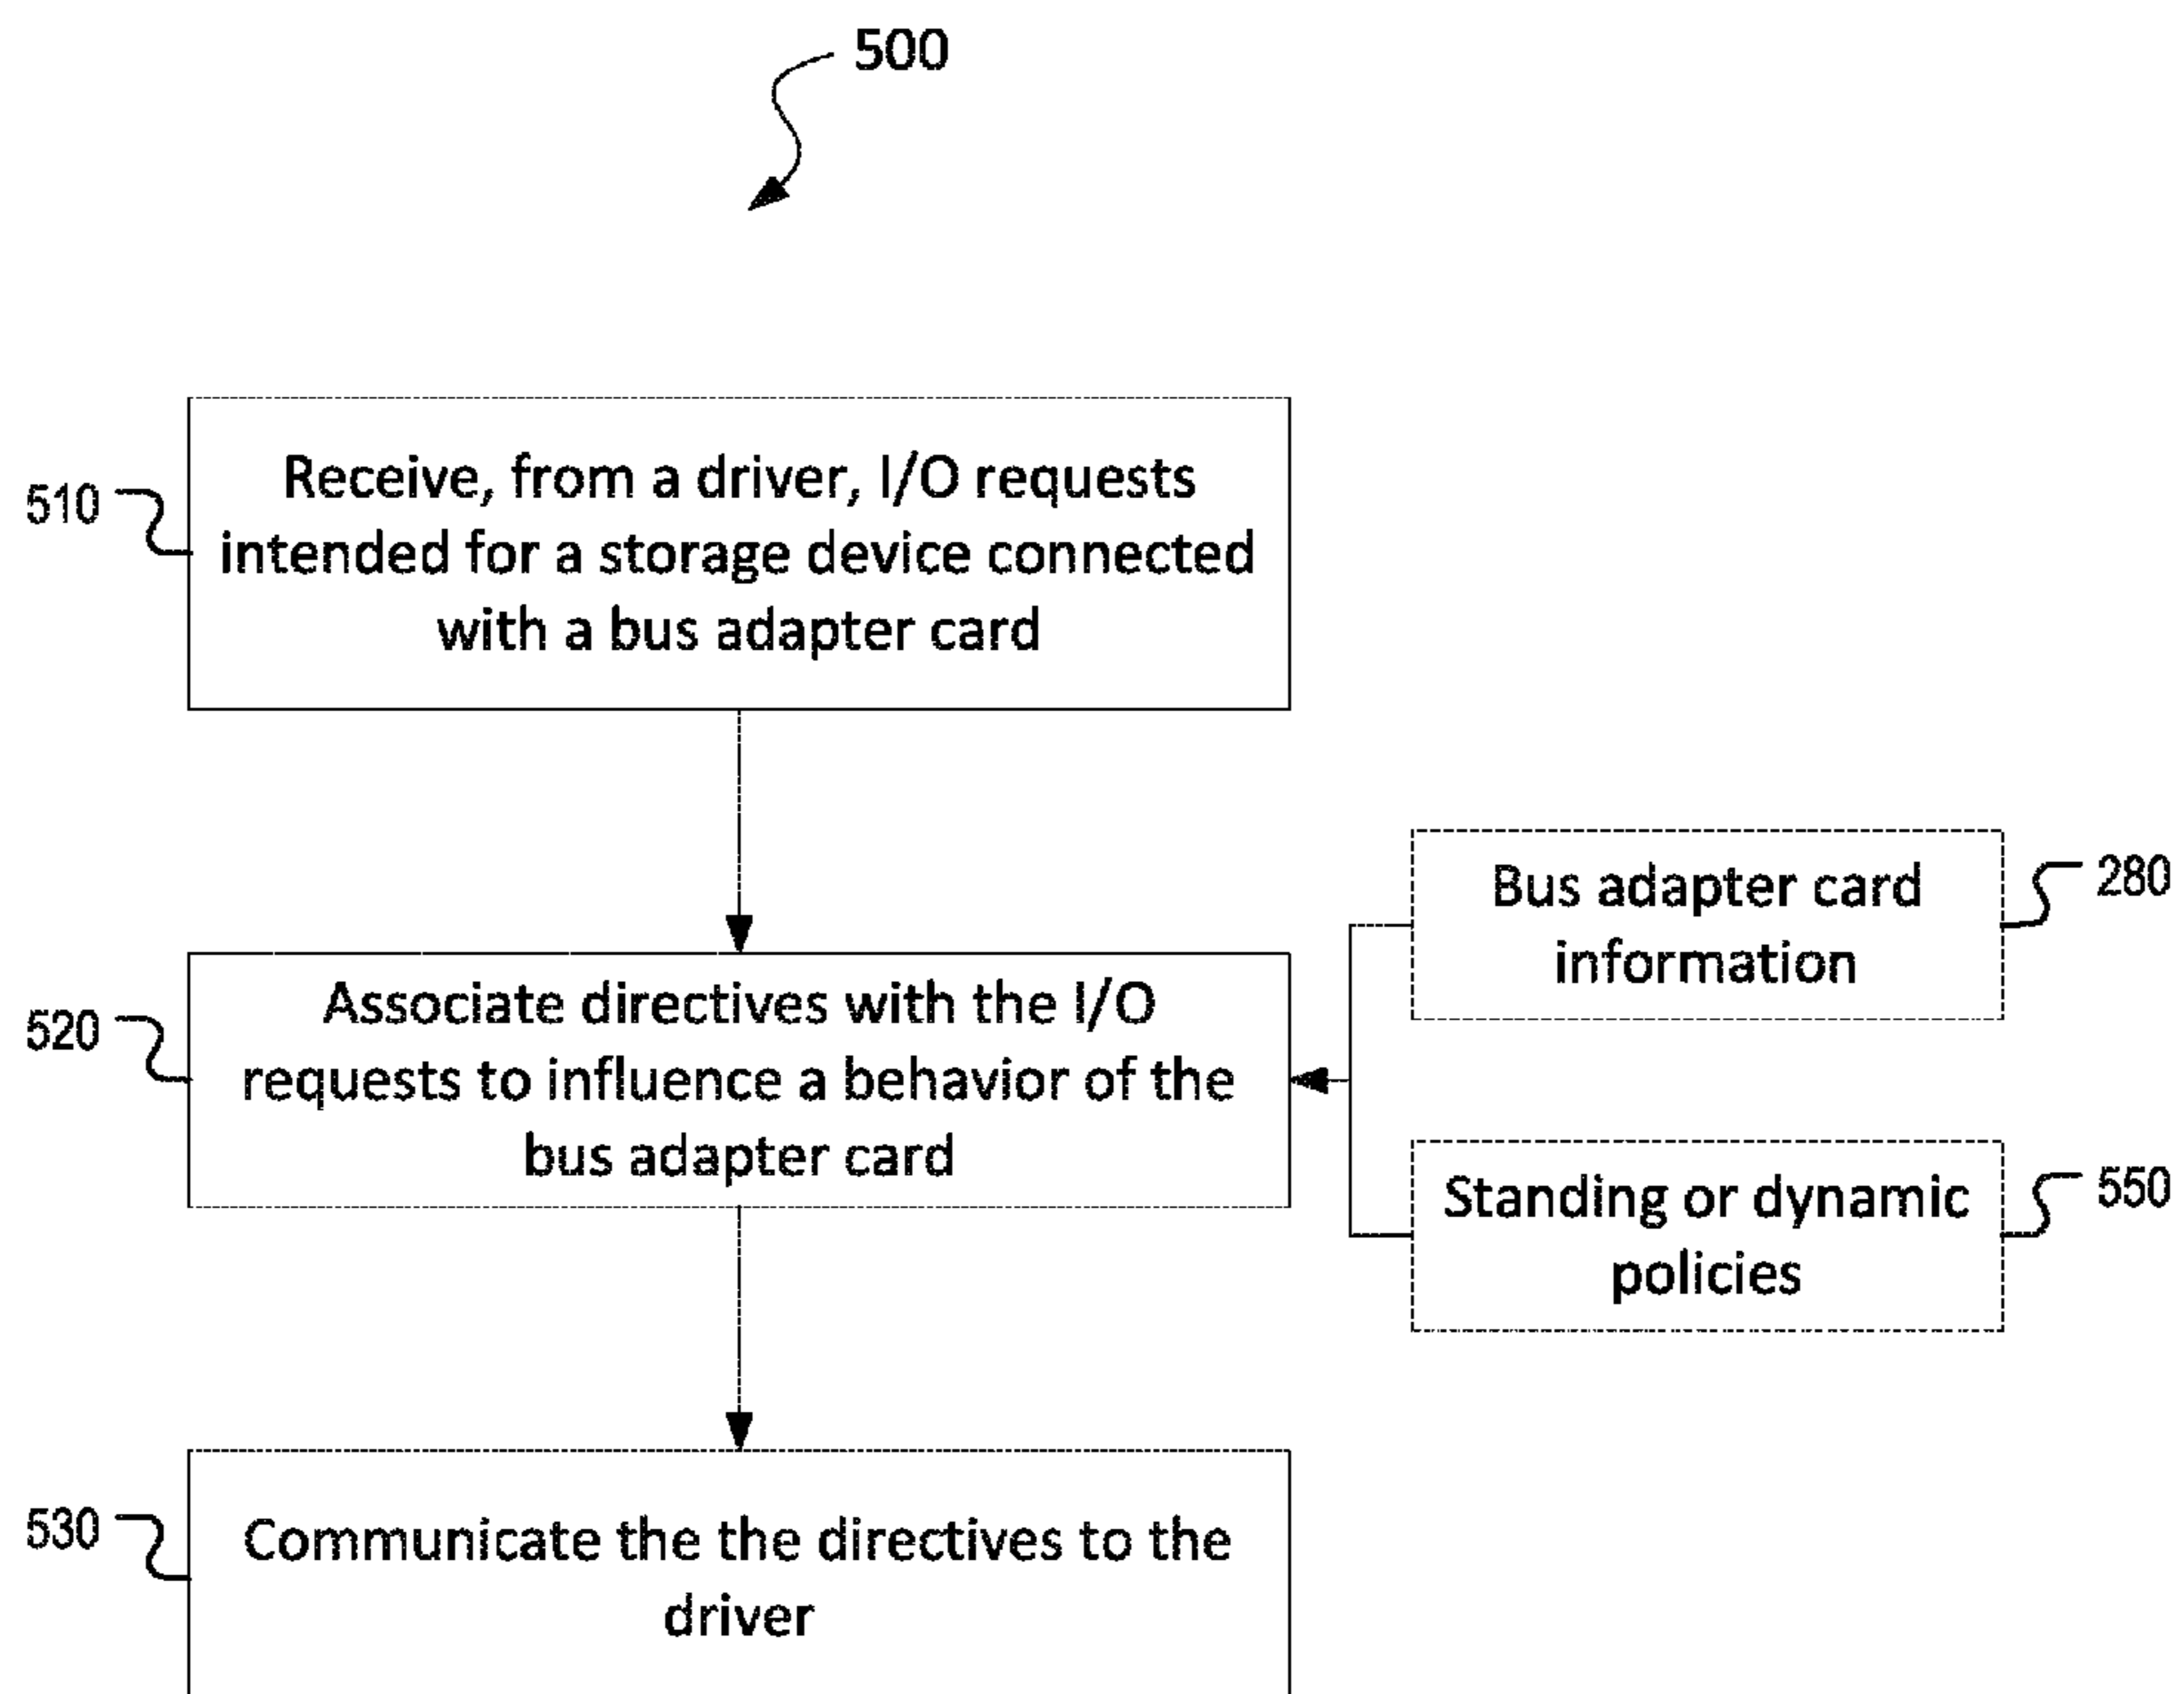 500
510
Receive, from a driver, I/O requests
intended for a storage device connected
with a bus adapter card
520
Associate directives with the I/O
requests to influence a behavior of the
bus adapter card
Bus adapter card
information
280
Standing or dynamic
policies
550
530
Communicate the the directives to the
driver